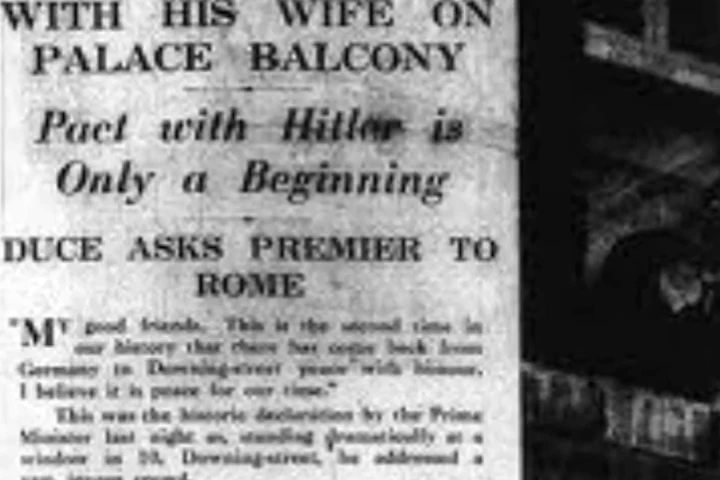 WITH HIS WIFE ON
PALACE BALCONY
Pact with Hitler is
Only a Beginning
DUCE ASKS PREMIER TO
ROME
"MY good friends. This is the second time in
our history that there has come back from
Germany to Downing-street peace with honour.
I believe it is peace for our time."
This was the historic declaration by the Prime
Minister last night as, standing dramatically at a
window in 10, Downing-street, he addressed a